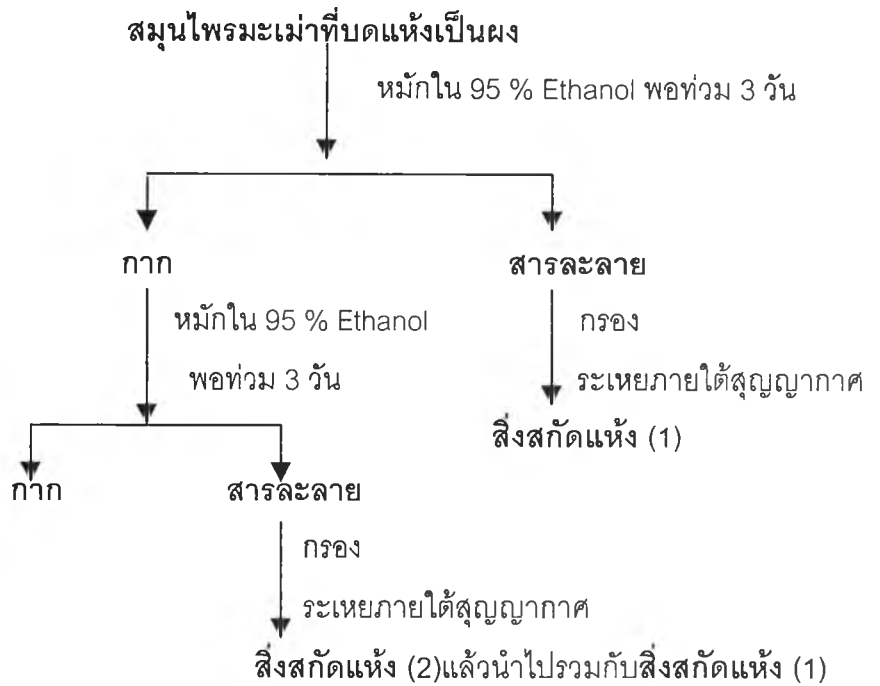 สมุนไพรมะเม่าที่บดแห้งเป็นผง
หมักใน 95 % Ethanol พอท่วม 3 วัน
กาก
สารละลาย
หมักใน 95 % Ethanol
พอท่วม 3 วัน
กรอง
ระเหยภายใต้สุญญากาศ
สิ่งสกัดแห้ง (1)
กาก
สารละลาย
กรอง
ระเหยภายใต้สุญญากาศ
สิ่งสกัดแห้ง (2)แล้วนำไปรวมกับสิ่งสกัดแห้ง (1)